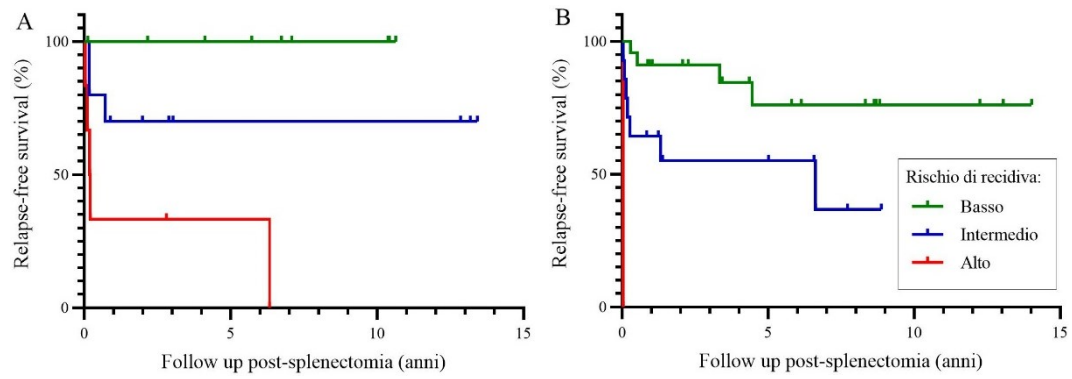 A
Relapse-free survival (%)
100
50
0
0
5
10
15
Follow up post-splenectomia (anni)
B
Relapse-free survival (%)
100
50
0
0
5
10
15
Follow up post-splenectomia (anni)
Rischio di recidiva:
Basso
Intermedio
Alto